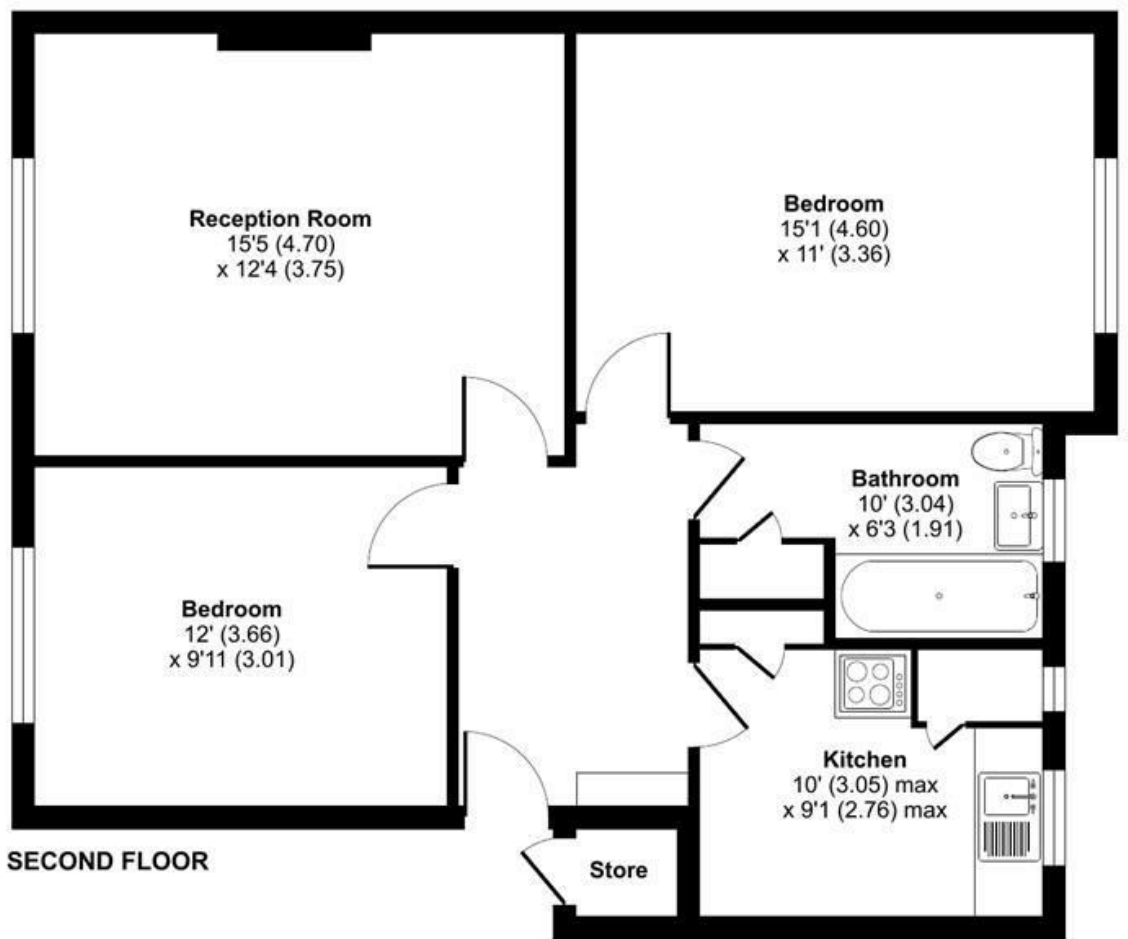 Reception Room
15'5 (4.70)
x 12'4 (3.75)
Bedroom
15'1 (4.60)
x 11' (3.36)
Bathroom
10' (3.04)
x 6'3 (1.91)
Bedroom
12' (3.66)
x 9'11 (3.01)
Kitchen
10' (3.05) max
x 9'1 (2.76) max
SECOND FLOOR
Store